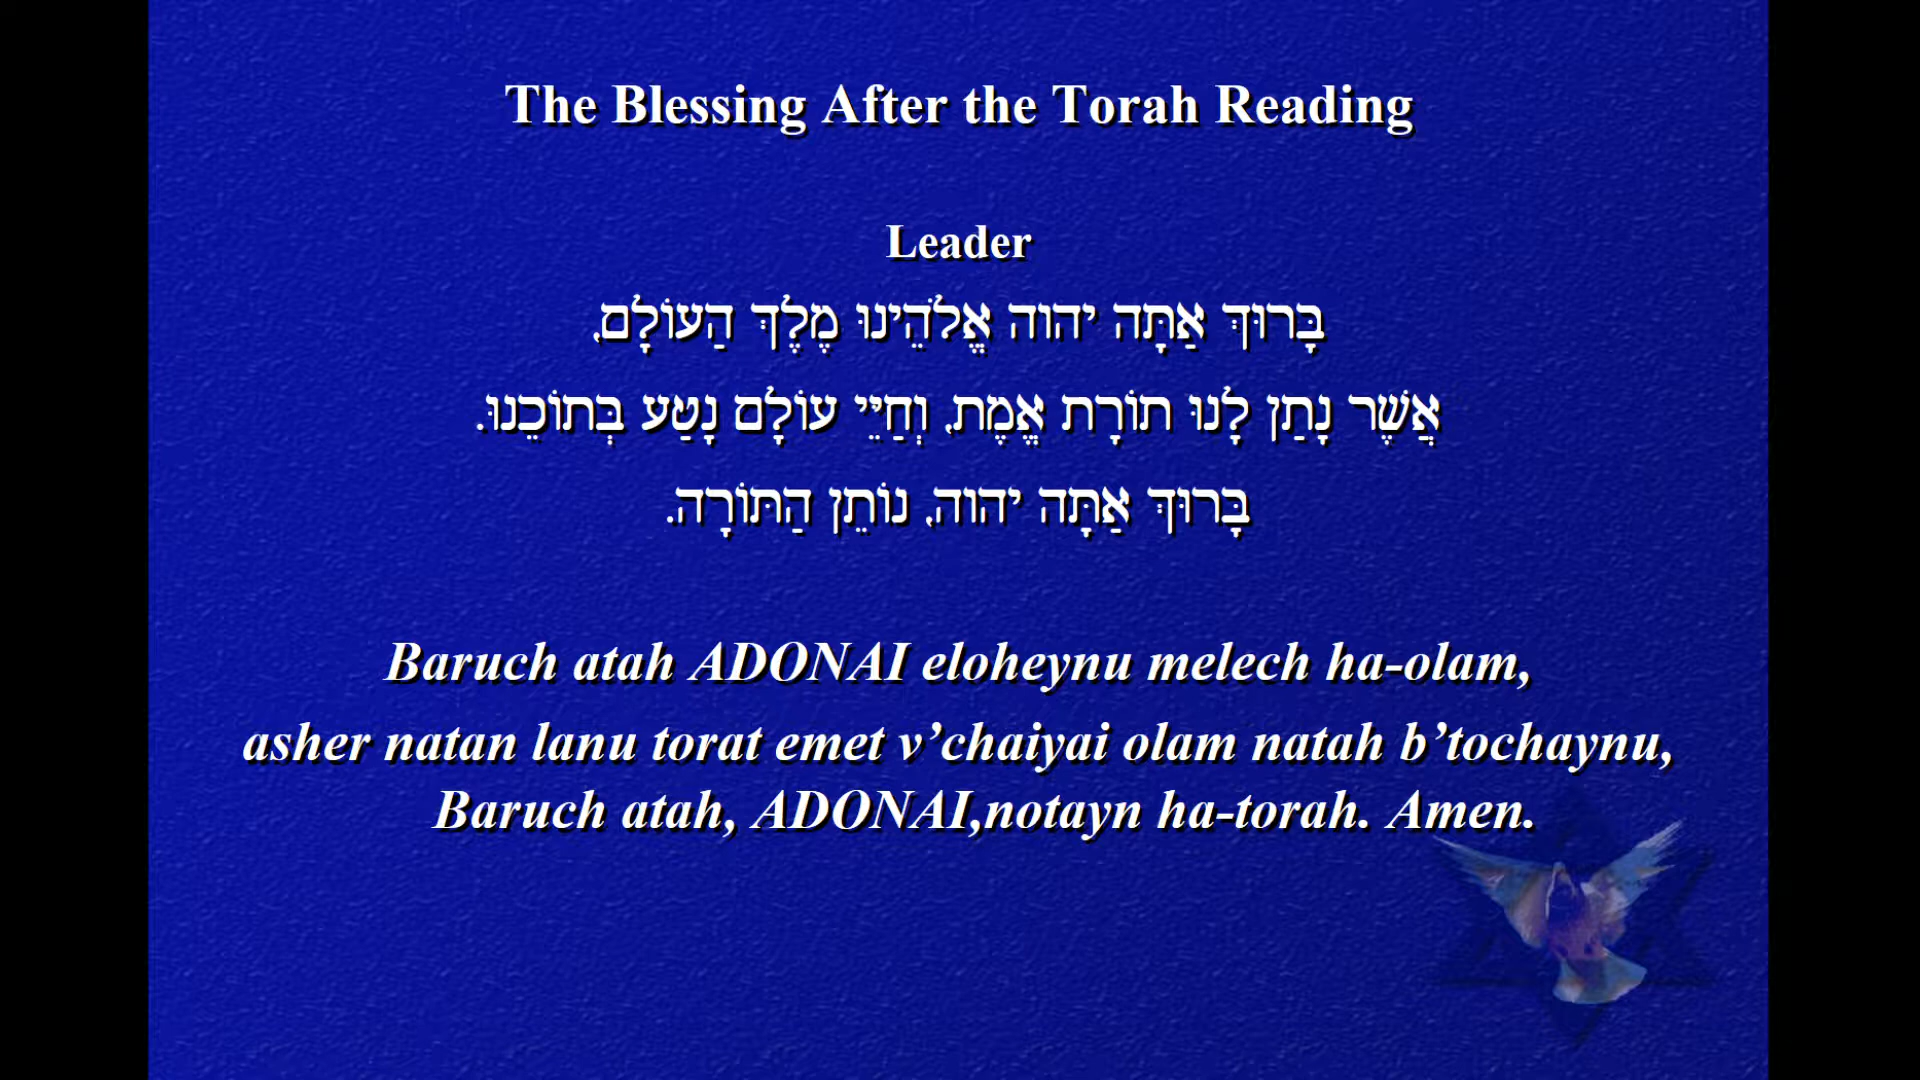 The Blessing After the Torah Reading
Leader
בָּרוּךְ אַתָּה יהוה אֱלֹהֵינוּ מֶלֶךְ הַעוֹלָם,
אֲשֶׁר נָתַן לָנוּ תוֹרָת אֱמֶת, וְחַיֵּי עוֹלָם נָטַע בְּתוֹכֵנוּ.
בָּרוּךְ אַתָּה יהוה, נוֹתֵן הַתּוֹרָה.
Baruch atah ADONAI eloheynu melech ha-olam,
asher natan lanu torat emet v’chaiyai olam natah b’tochaynu,
Baruch atah, ADONAI,notayn ha-torah. Amen.